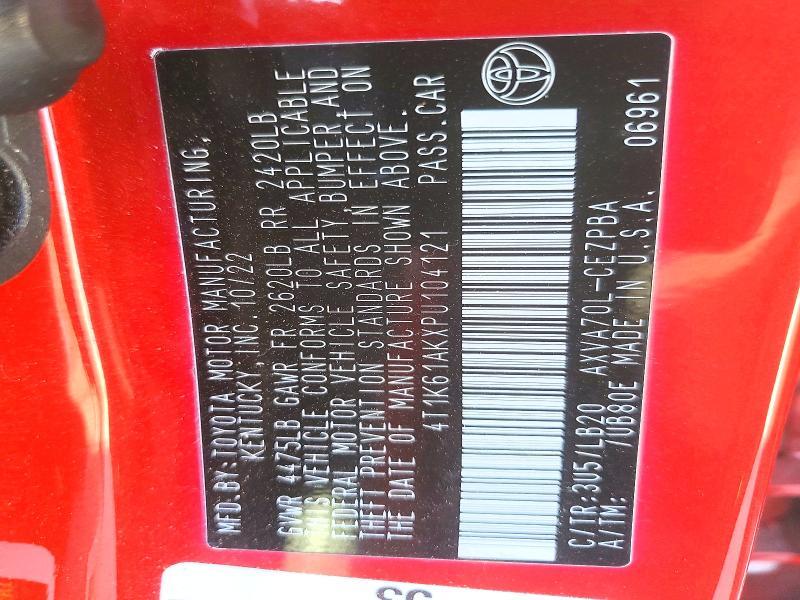 MFD.BY:TOYOTA MOTOR MANUFACTURING,
KENTUCKY, INC. 10/22
GVWR 4475LB GAWR FR 2620LB RR 2420LB
THIS VEHICLE CONFORMS TO ALL APPLICABLE
FEDERAL MOTOR VEHICLE SAFETY, BUMPER, AND
THEFT PREVENTION STANDARDS IN EFFECT ON
THE DATE OF MANUFACTURE SHOWN ABOVE.
4T1K61AKXPU104121 PASS.CAR
C/TR:3U5/LB20 AXVA70L-CEZPBA
A/TM: /UB80E MADE IN U.S.A. 06961